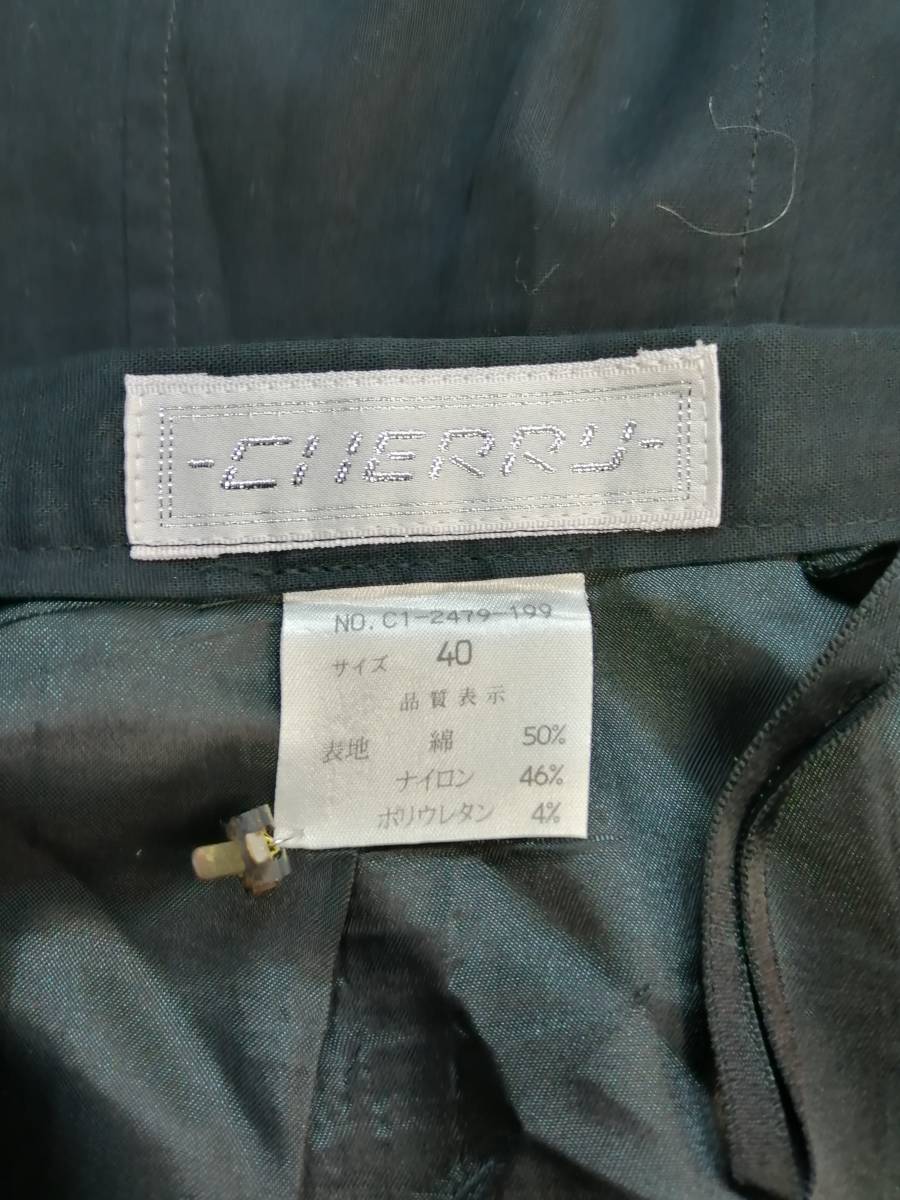 -CHERRY-
NO. C1-2479-199
サイズ 40
品質表示
表地 綿 50%
ナイロン 46%
ポリウレタン 4%